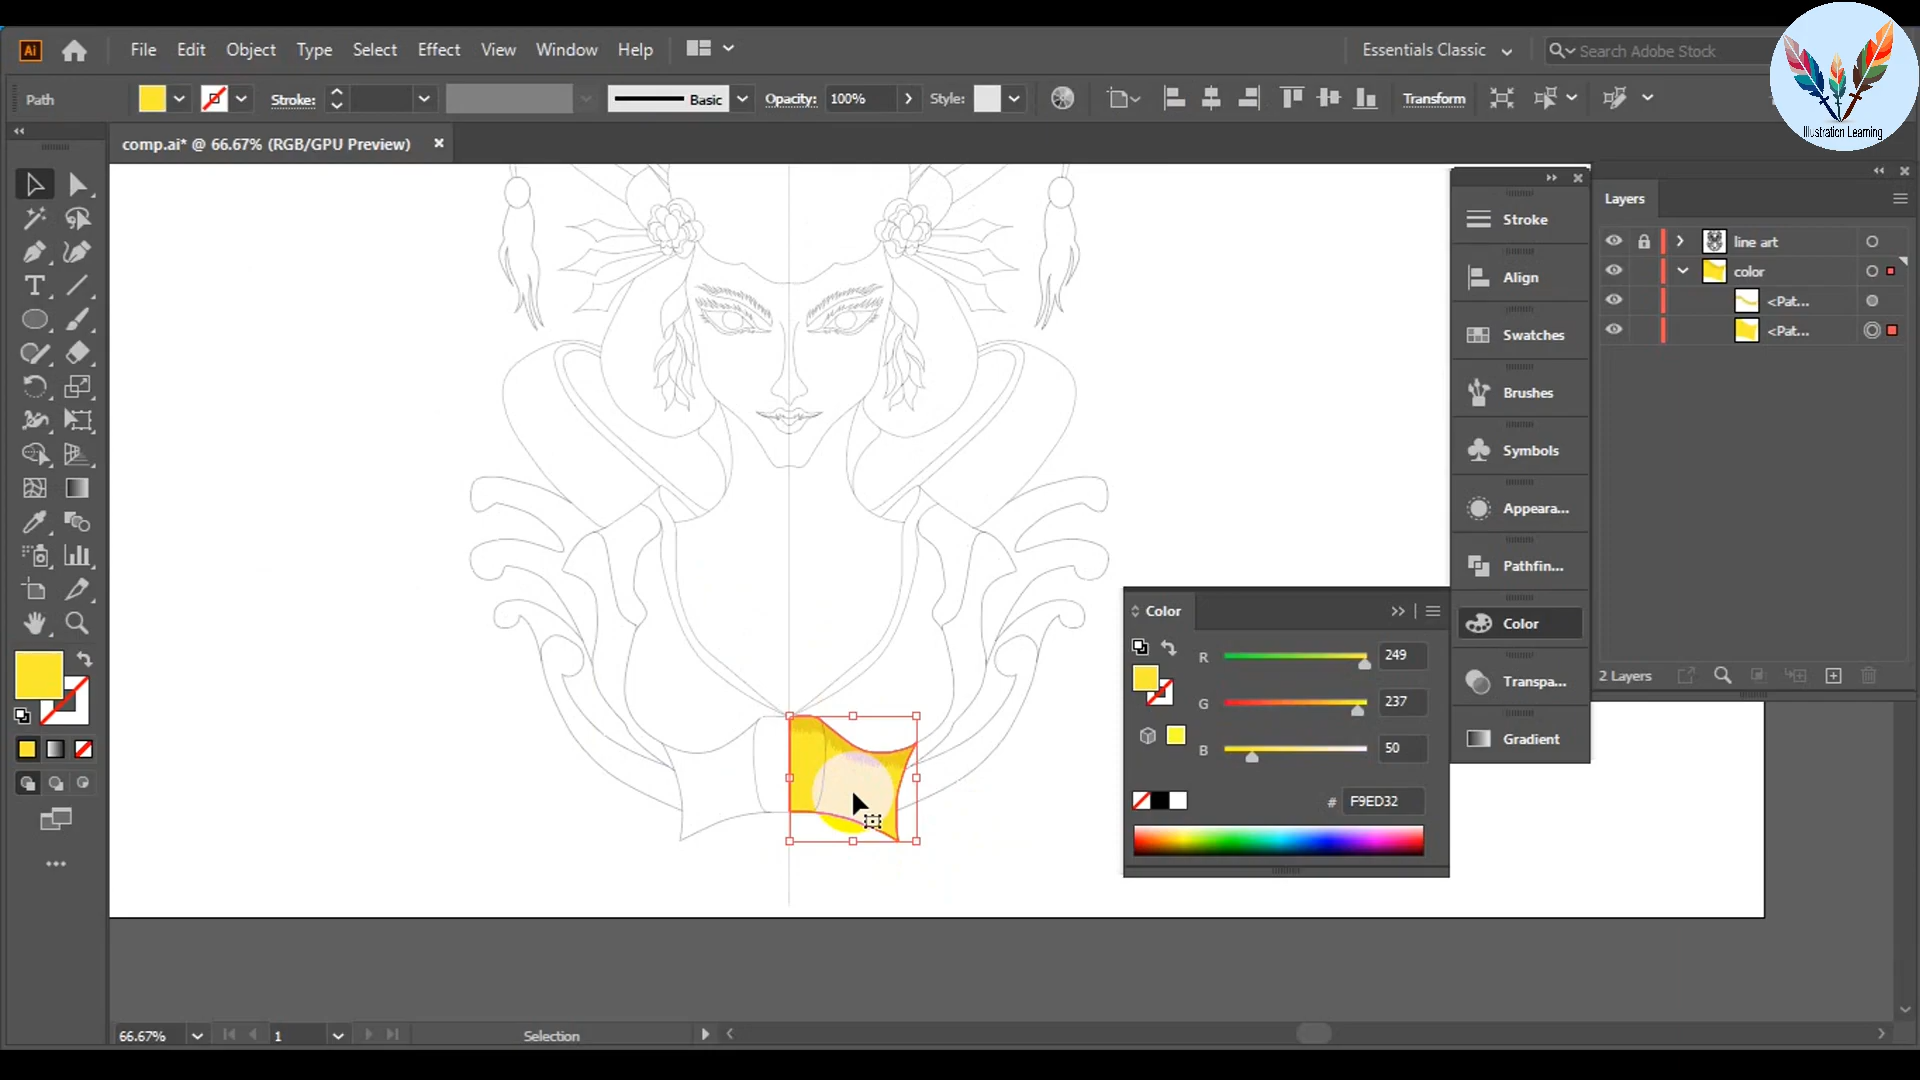 Ai File Edit Object Type Select Effect View Window Help Essentials Classic Search Adobe Stock
Illustration Learning
Path Stroke: Basic Opacity: 100% Style: Transform
comp.ai* @ 66.67% (RGB/GPU Preview)
Layers
Stroke
line art
color
Align
<Pat...
<Pat...
Swatches
Brushes
Symbols
Appeara...
Pathfin...
Color
Color
R 249
2 Layers
Transpa...
G 237
Gradient
B 50
# F9ED32
66.67% 1 Selection